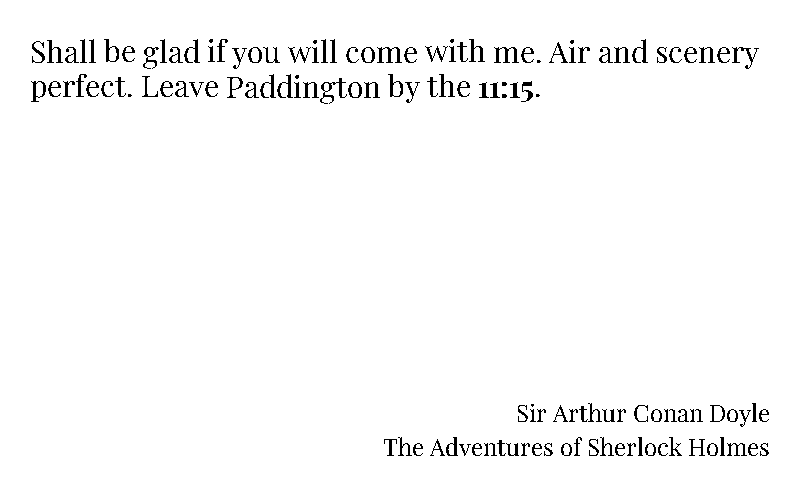 Shall be glad if you will come with me. Air and scenery
perfect. Leave Paddington by the 11:15.
Sir Arthur Conan Doyle
The Adventures of Sherlock Holmes